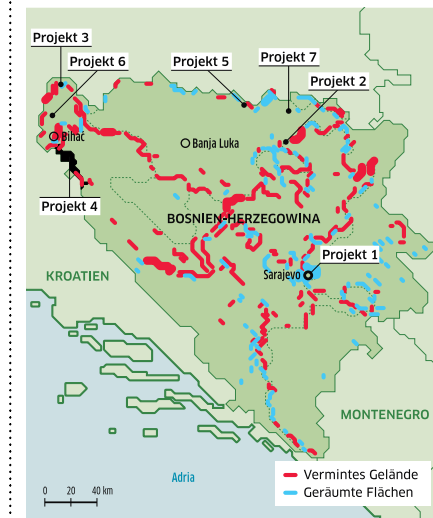 Projekt 3
Projekt 6
Projekt 5
Projekt 7
Projekt 2
Bihać
Banja Luka
Projekt 4
BOSNIEN-HERZEGOWINA
Projekt 1
Sarajevo
KROATIEN
MONTENEGRO
Adria
Vermintes Gelände
Geräumte Flächen
0 20 40 km